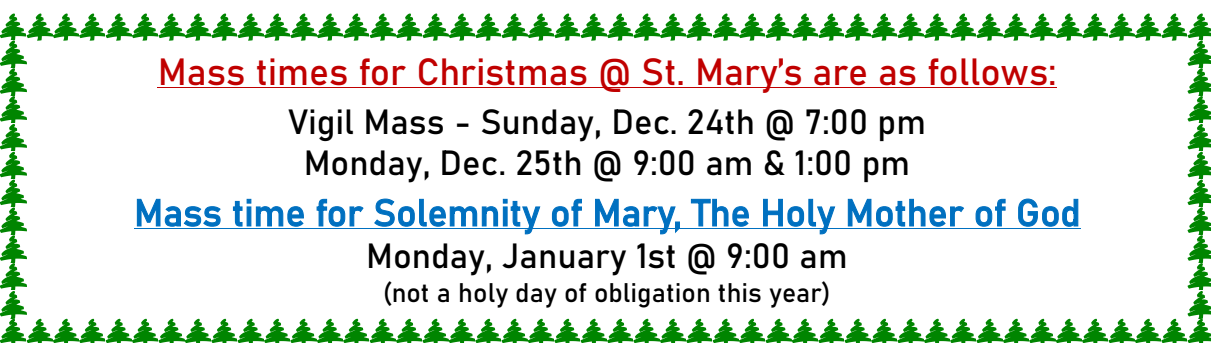 Mass times for Christmas @ St. Mary's are as follows:
Vigil Mass - Sunday, Dec. 24th @ 7:00 pm
Monday, Dec. 25th @ 9:00 am & 1:00 pm
Mass time for Solemnity of Mary, The Holy Mother of God
Monday, January 1st @ 9:00 am
(not a holy day of obligation this year)